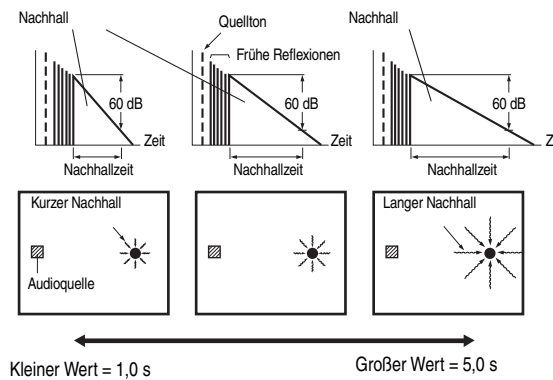 Nachhall
Quellton
Nachhall
Frühe Reflexionen
60 dB
60 dB
60 dB
Zeit
Zeit
Z
Nachhallzeit
Nachhallzeit
Nachhallzeit
Kurzer Nachhall
Langer Nachhall
Audioquelle
Kleiner Wert = 1,0 s
Großer Wert = 5,0 s